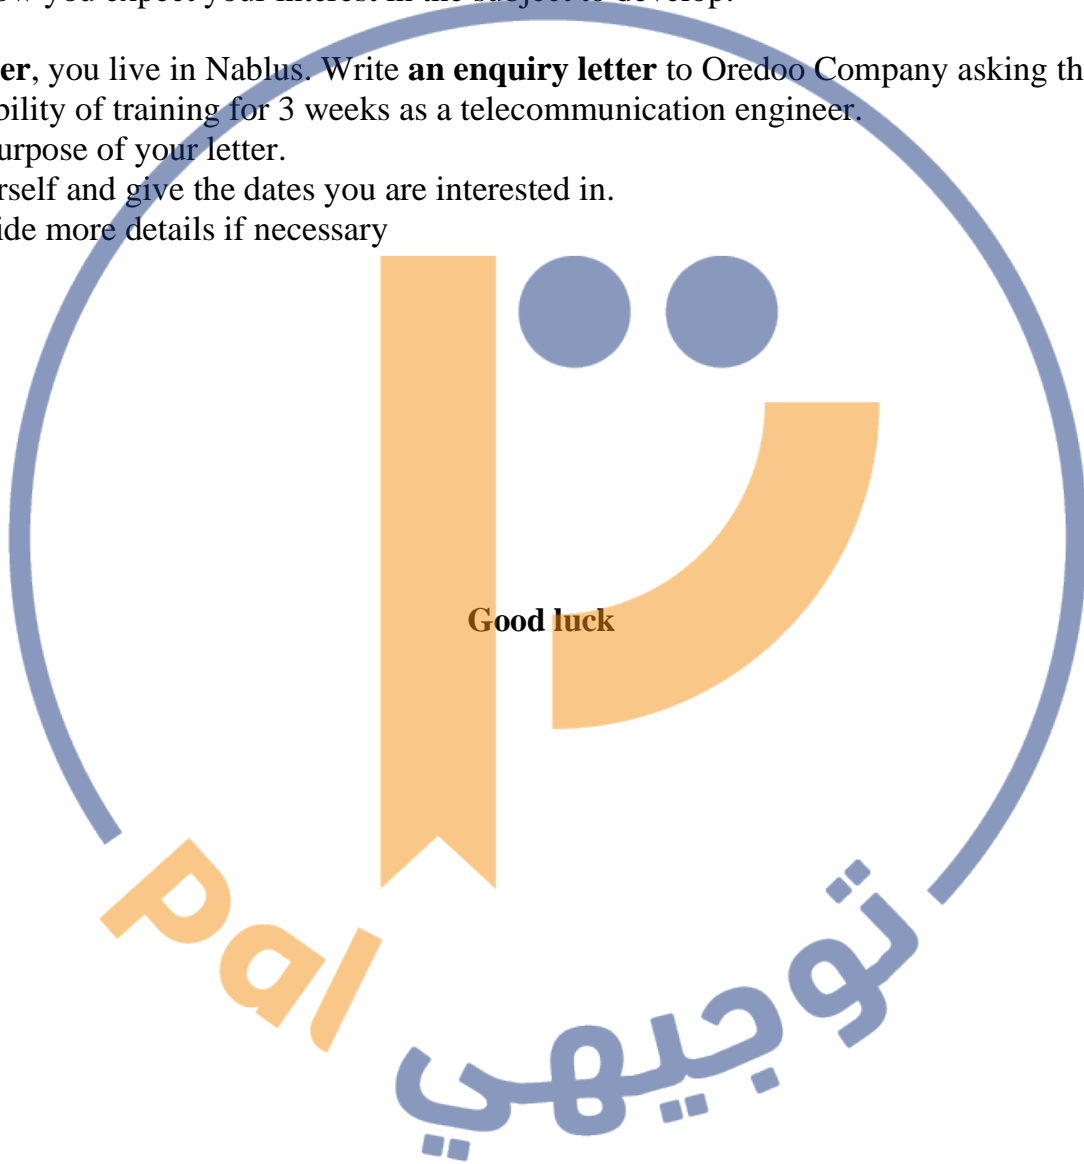 you expect your interest in the subject to develop.
er, you live in Nablus. Write an enquiry letter to Oredoo Company asking th
bility of training for 3 weeks as a telecommunication engineer.
urpose of your letter.
rself and give the dates you are interested in.
ide more details if necessary
Good luck
Pal توجيهي